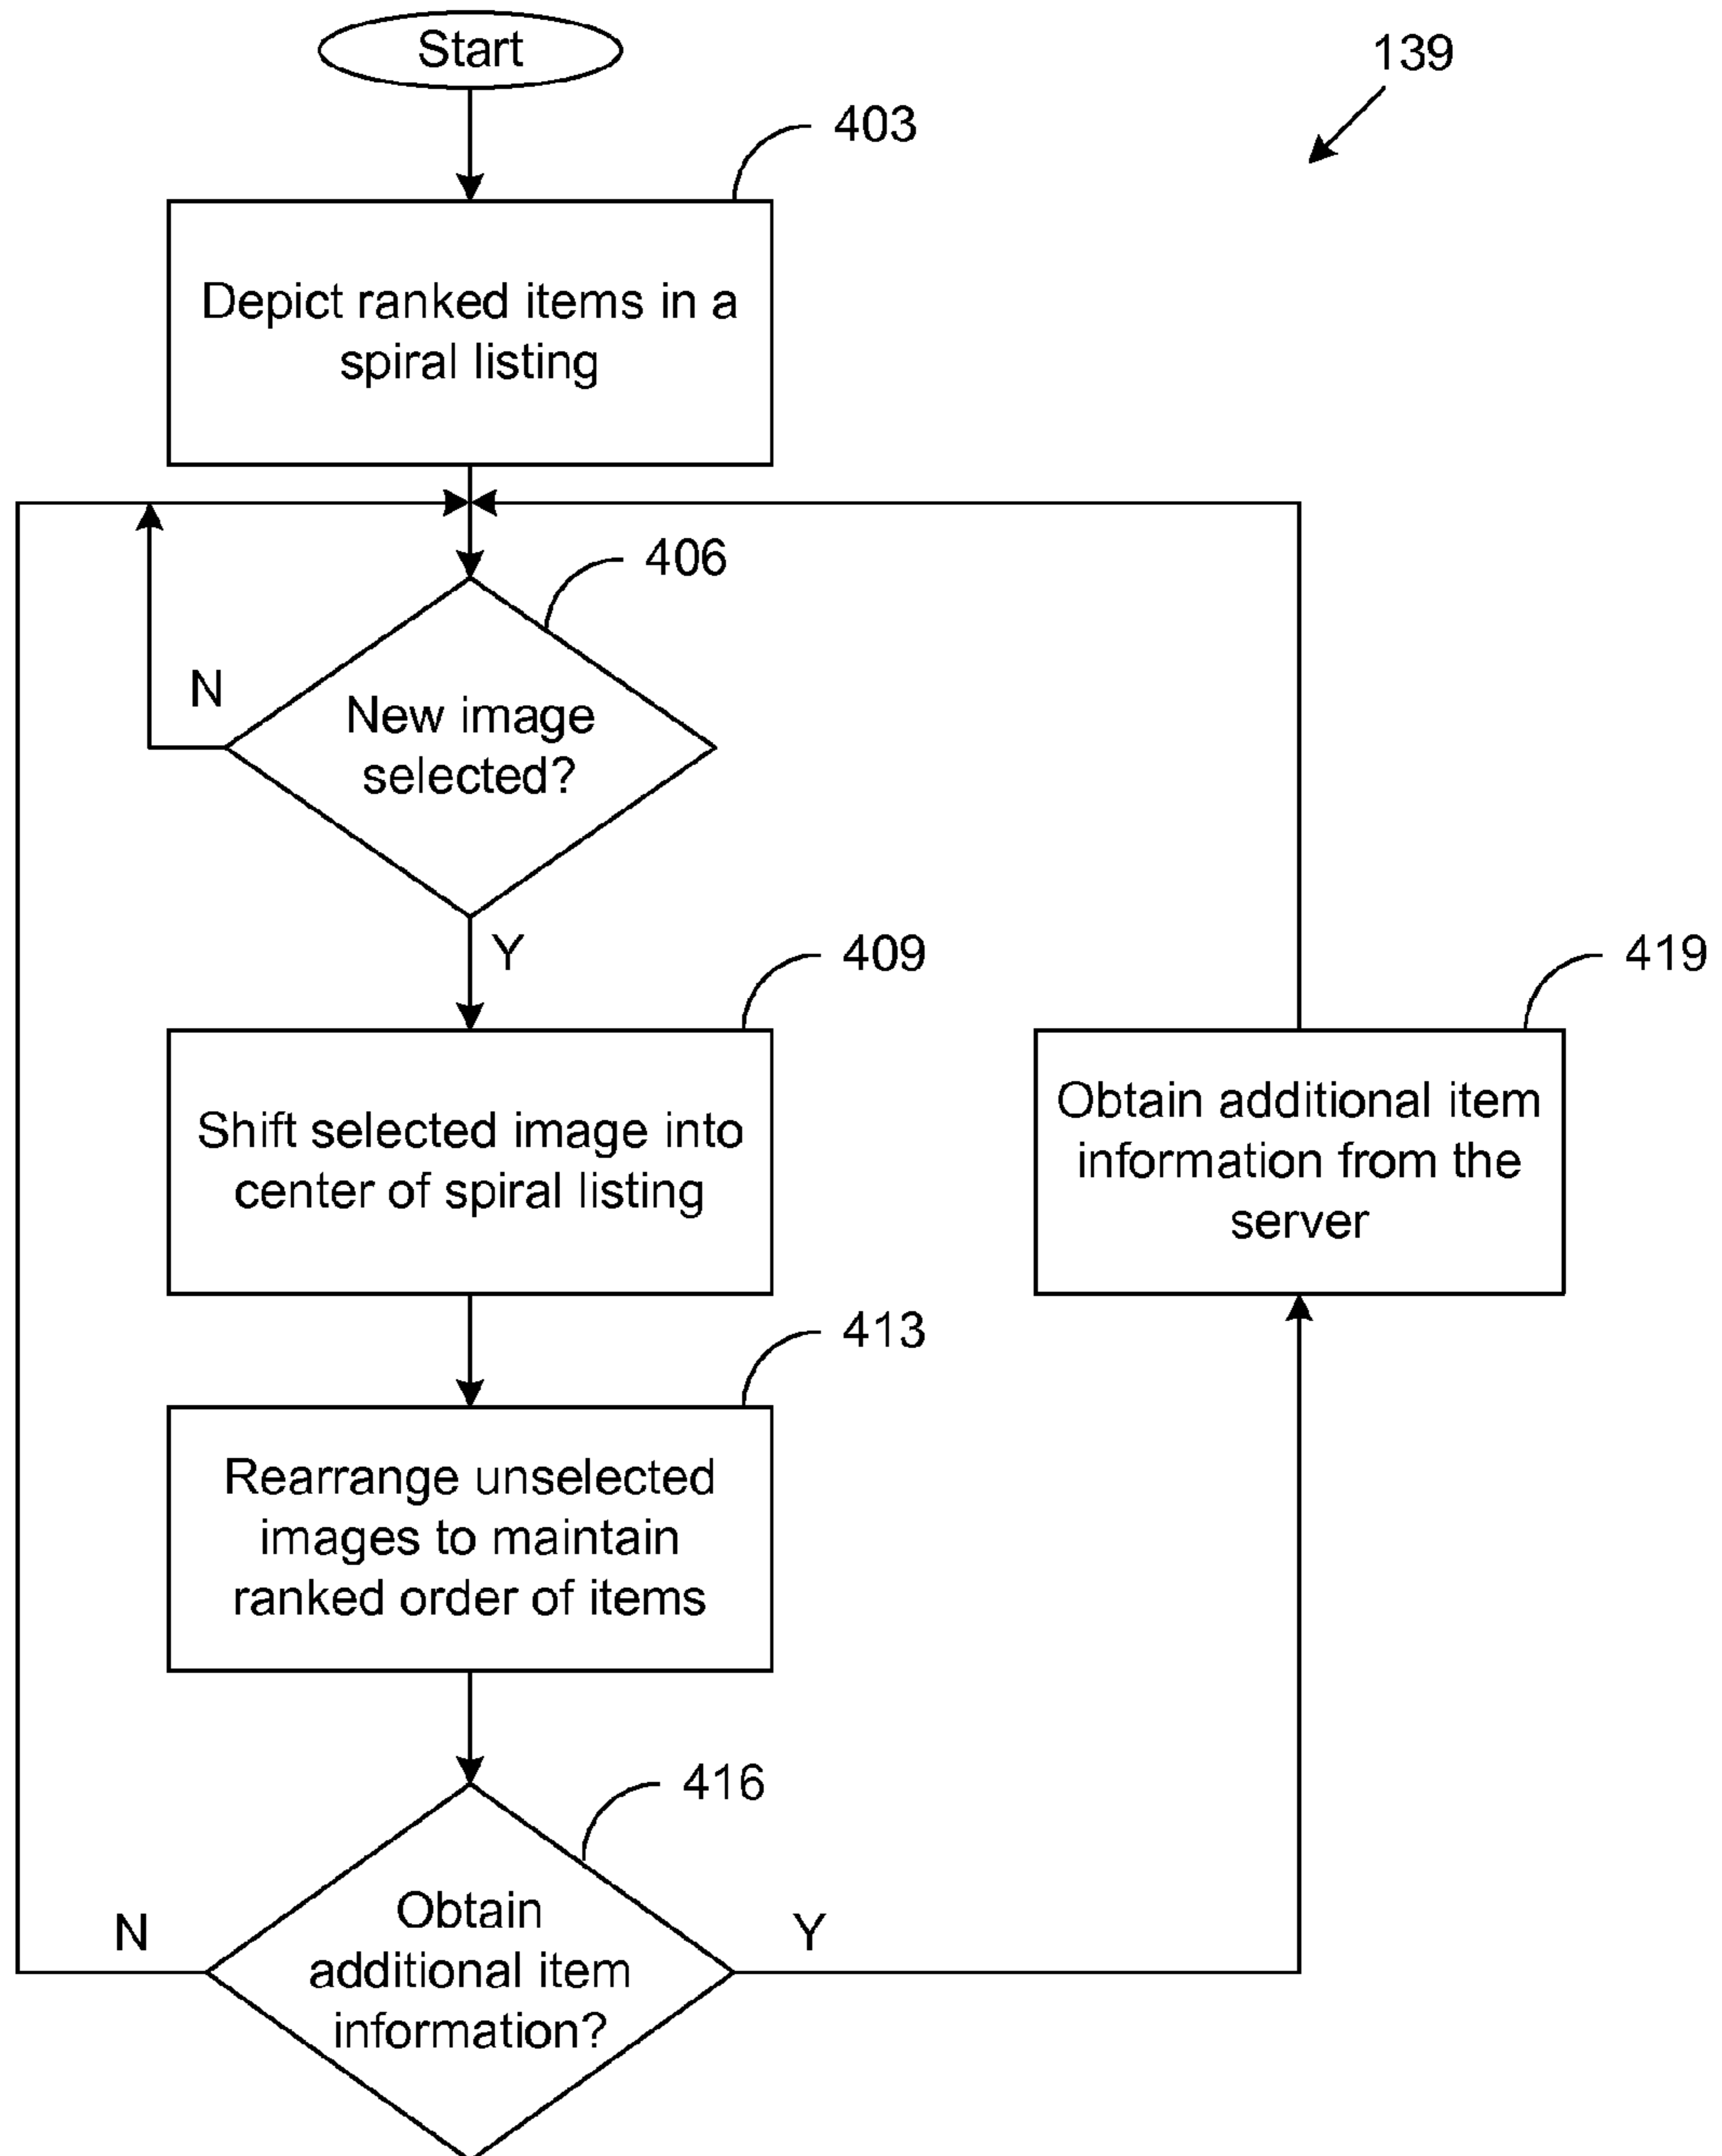 Start
139
403
Depict ranked items in a
spiral listing
406
N
New image
selected?
Y
409
419
Shift selected image into
center of spiral listing
Obtain additional item
information from the
server
413
Rearrange unselected
images to maintain
ranked order of items
416
N
Obtain
additional item
information?
Y